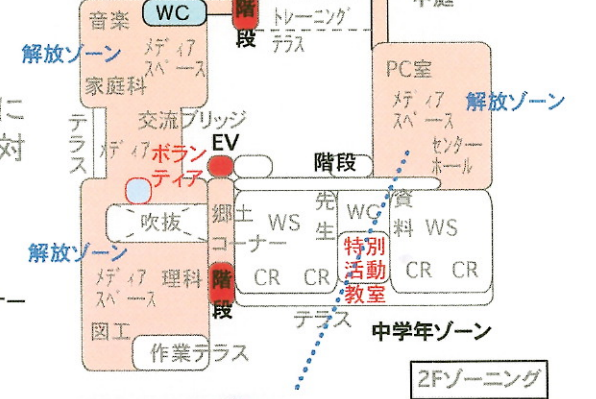 音楽
WC
階段
トレーニング
テラス
解放ゾーン
メディア
スペース
家庭科
PC室
メディア
スペース
解放ゾーン
センター
ホール
に
対
テラス
交流ブリッジ
メディア
ボラン
ティア
EV
階段
吹抜
郷土
コーナー
WS
先生
WC
資料
WS
解放ゾーン
特別
活動
教室
メディア
スペース
理科
階段
CR CR
CR CR
ー
図工
作業テラス
テラス
中学年ゾーン
2Fゾーニング